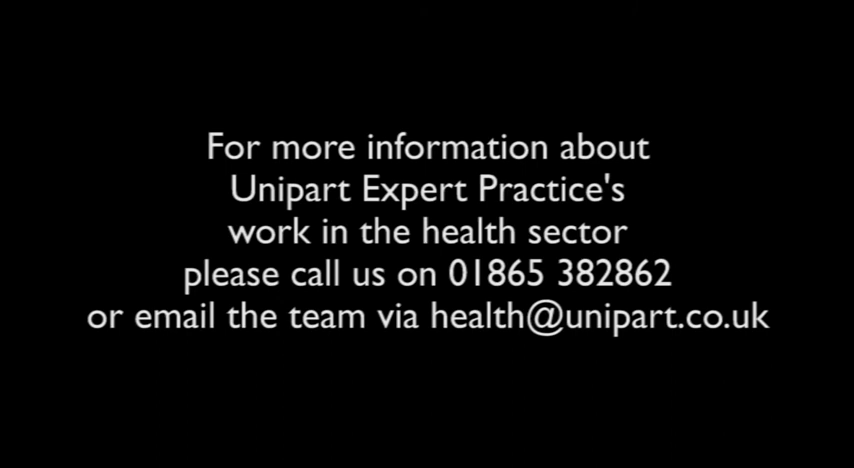 For more information about
Unipart Expert Practice's
work in the health sector
please call us on 01865 382862
or email the team via health@unipart.co.uk